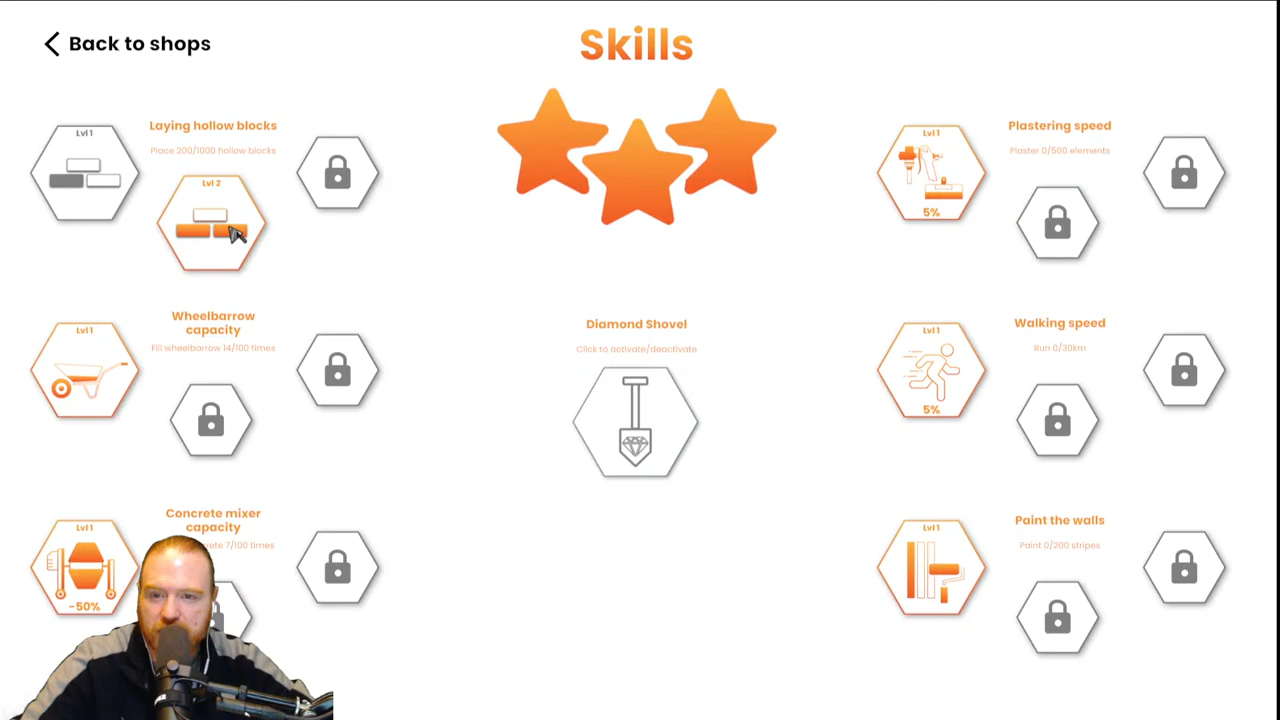 Back to shops
Skills
Laying hollow blocks
Place 200/1000 hollow blocks
Lvl 1
Lvl 2
Wheelbarrow
capacity
Fill wheelbarrow 14/100 times
Lvl 1
Concrete mixer
capacity
7/100 times
Lvl 1
-50%
Diamond Shovel
Click to activate/deactivate
Plastering speed
Plaster 0/500 elements
Lvl 1
5%
Walking speed
Run 0/30km
Lvl 1
5%
Paint the walls
Paint 0/200 stripes
Lvl 1